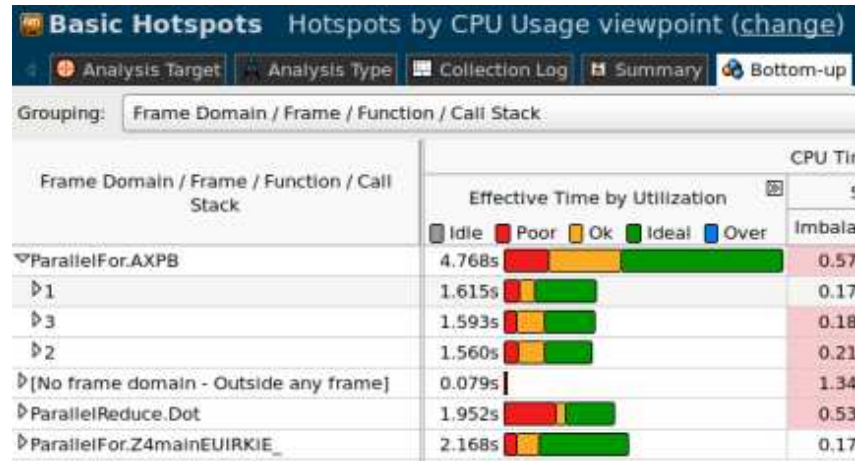 Basic Hotspots Hotspots by CPU Usage viewpoint (change)
Analysis Target Analysis Type Collection Log Summary Bottom-up
Grouping: Frame Domain / Frame / Function / Call Stack
CPU Ti
Frame Domain / Frame / Function / Call
Stack
Effective Time by Utilization
Idle Poor Ok Ideal Over Imbala
ParallelFor.AXPB 4.768s 0.57
1 1.615s 0.17
3 1.593s 0.18
2 1.560s 0.21
[No frame domain - Outside any frame] 0.079s 1.34
ParallelReduce.Dot 1.952s 0.53
ParallelFor.Z4mainEUlRKiE_ 2.168s 0.17